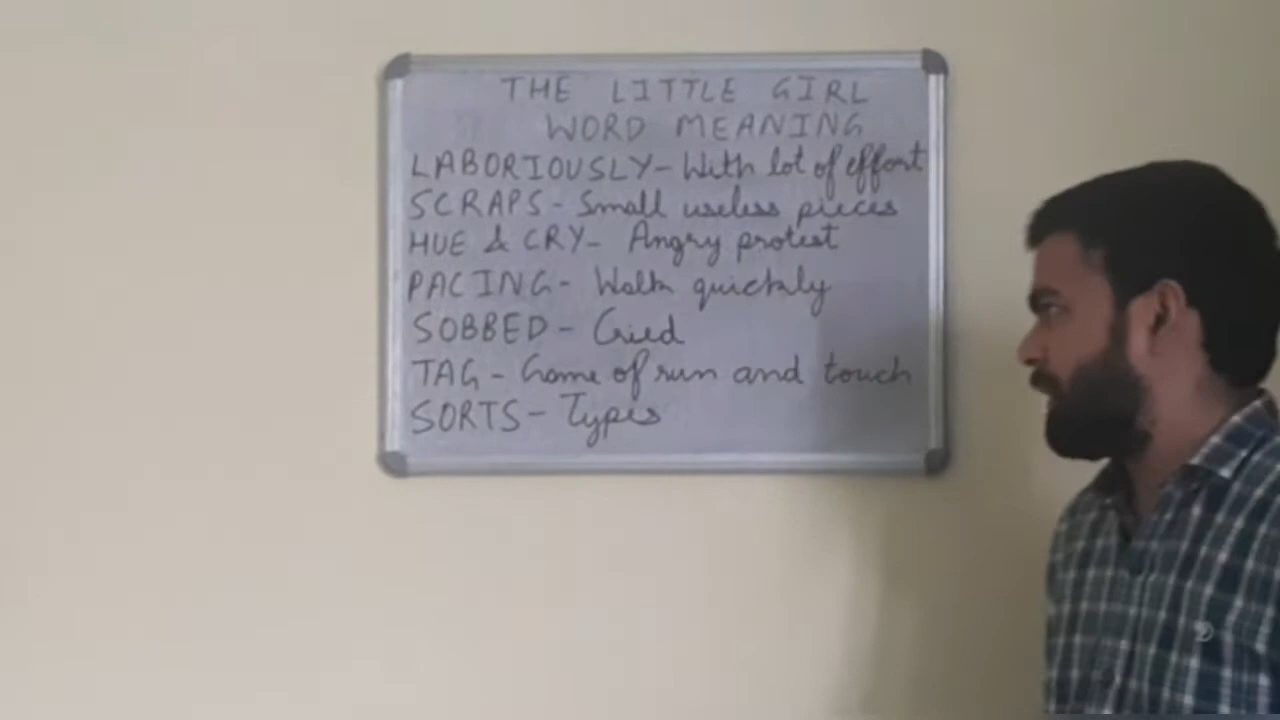 THE LITTLE GIRL
WORD MEANING
LABORIOUSLY - With lot of effort
SCRAPS - Small useless pieces
HUE & CRY - Angry protest
PACING - Walk quickly
SOBBED - Cried
TAG - Game of run and touch
SORTS - Types